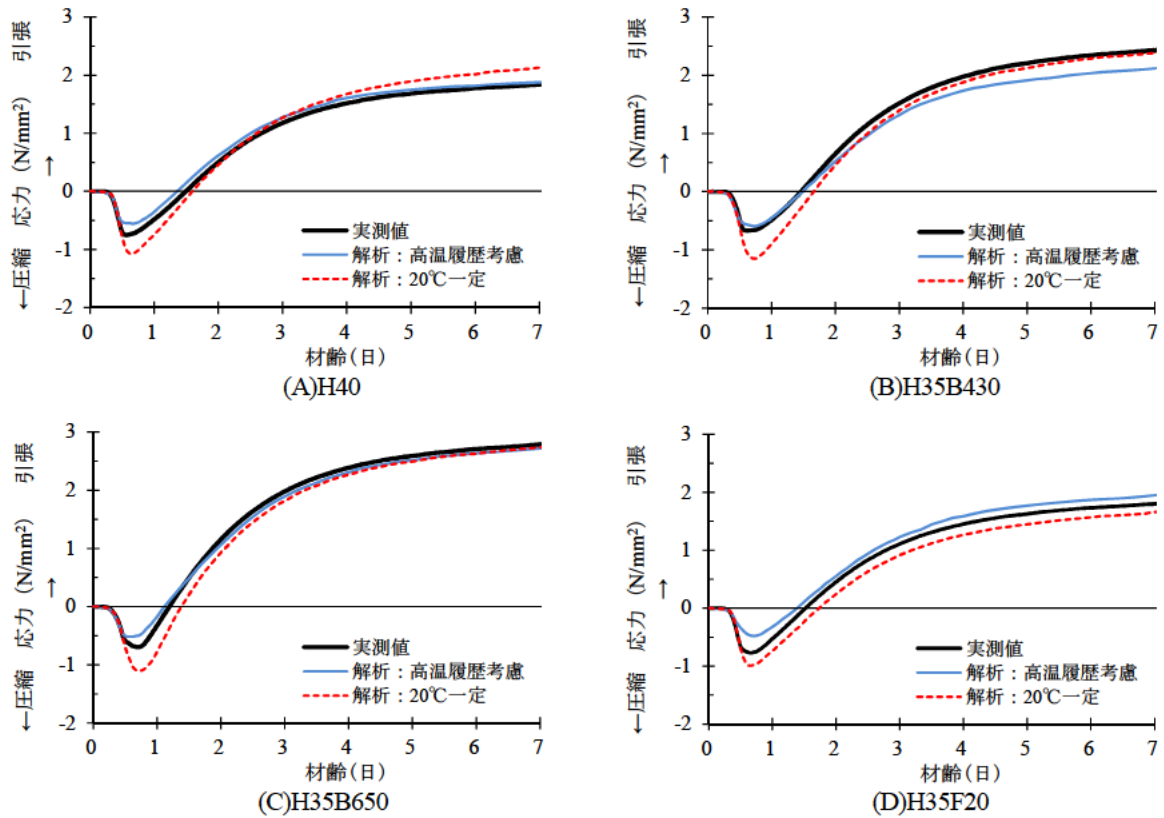 引張
応力 (N/mm²)
→
←圧縮
3
2
1
0
-1
-2
実測値
解析：高温履歴考慮
解析：20℃一定
0 1 2 3 4 5 6 7
材齢(日)
(A)H40
引張
応力 (N/mm²)
→
←圧縮
3
2
1
0
-1
-2
実測値
解析：高温履歴考慮
解析：20℃一定
0 1 2 3 4 5 6 7
材齢(日)
(B)H35B430
引張
応力 (N/mm²)
→
←圧縮
3
2
1
0
-1
-2
実測値
解析：高温履歴考慮
解析：20℃一定
0 1 2 3 4 5 6 7
材齢(日)
(C)H35B650
引張
応力 (N/mm²)
→
←圧縮
3
2
1
0
-1
-2
実測値
解析：高温履歴考慮
解析：20℃一定
0 1 2 3 4 5 6 7
材齢(日)
(D)H35F20